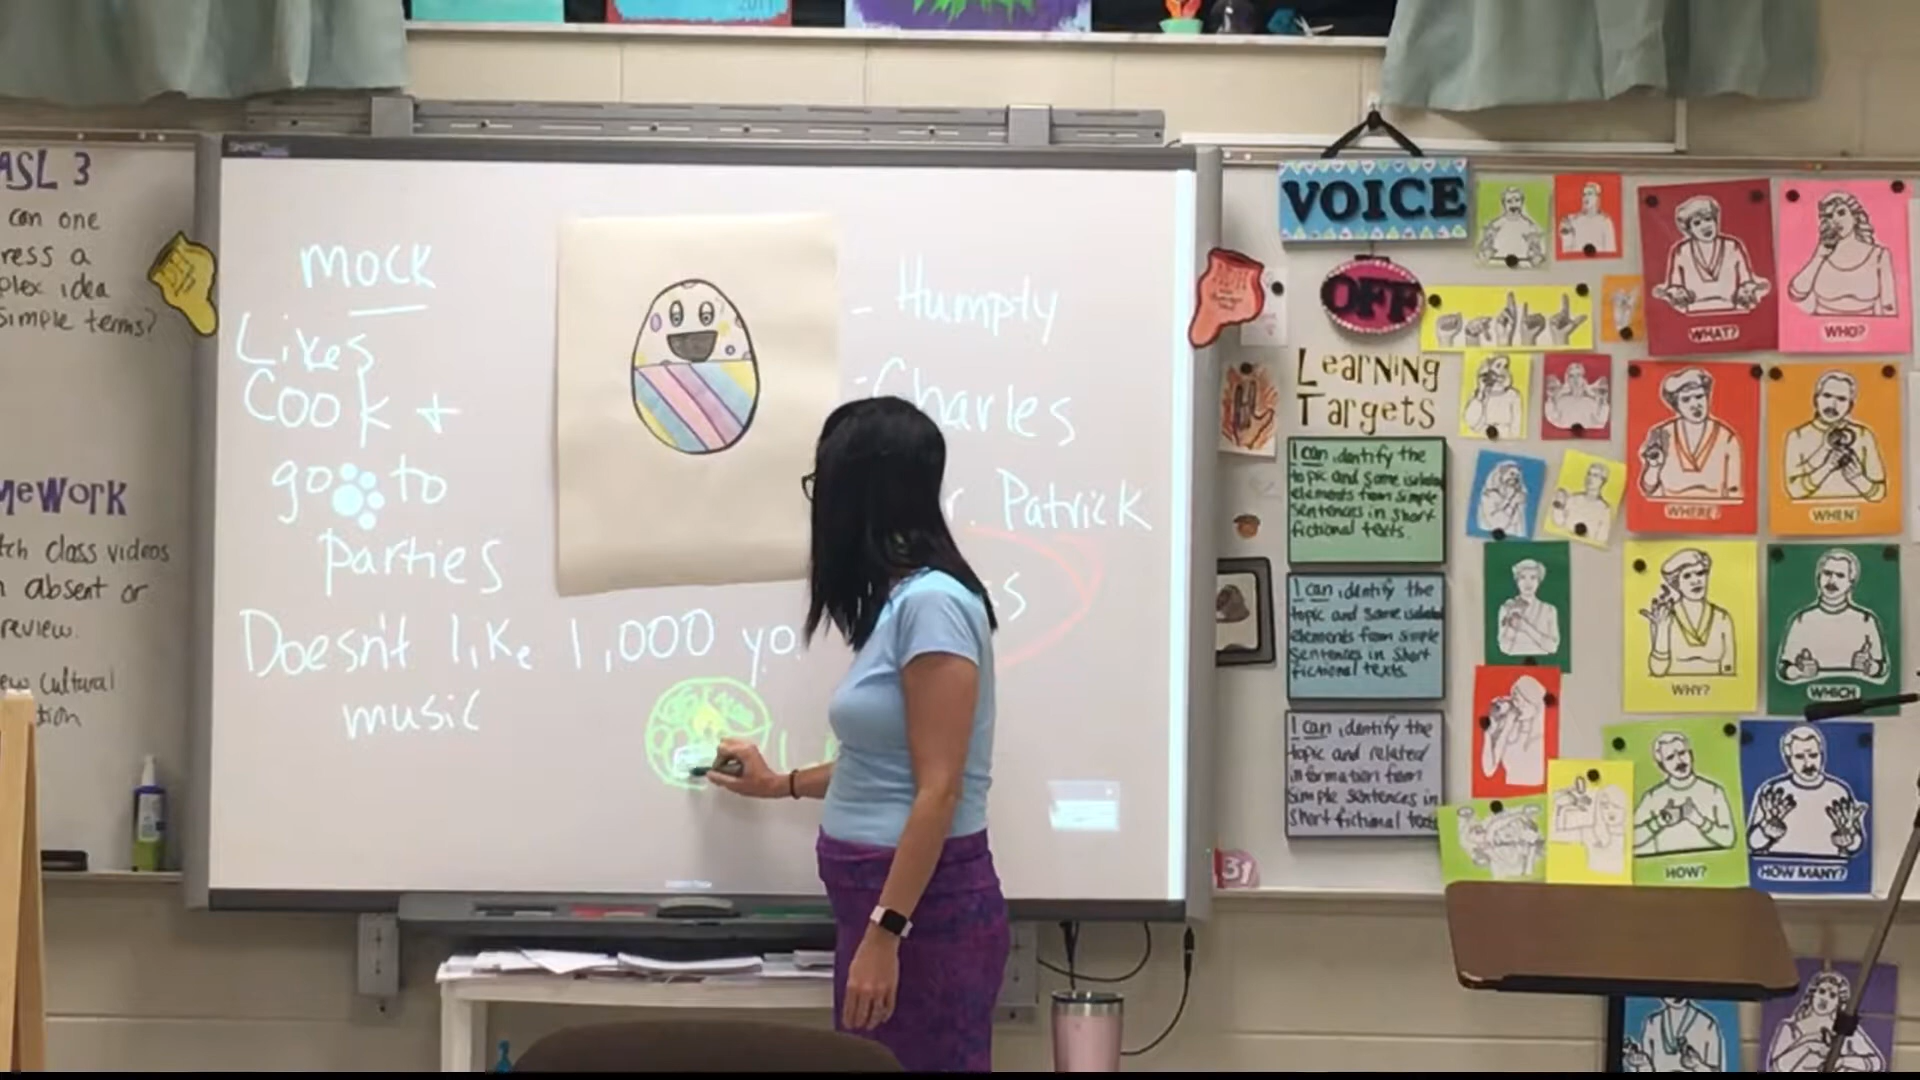 2011
SMART
ASL 3
can one
ress a
plex idea
simple terms?
meWork
tch class videos
absent or
review.
ew cultural
tion
mock
Likes
Cook +
go to
parties
Doesn't like 1,000 y.o.
music
- Humpty
- Charles
r. Patrick
s
VOICE
OFF
Learning
Targets
I can identify the
topic and some isolated
elements from simple
sentences in short
fictional texts.
I can identify the
topic and some isolated
elements from simple
sentences in short
fictional texts.
I can identify the
topic and related
information from
simple sentences in
short fictional texts
31
WHAT?
WHO?
WHERE?
WHEN?
WHY?
WHICH
HOW?
HOW MANY?